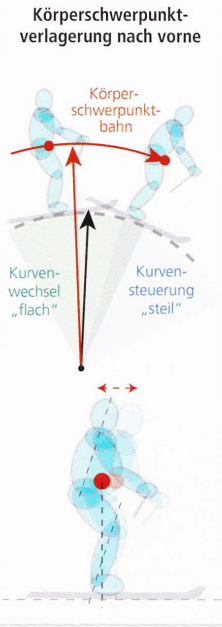 Körperschwerpunkt-
verlagerung nach vorne
Körper-
schwerpunkt-
bahn
Kurven-
wechsel
„flach“
Kurven-
steuerung
„steil“